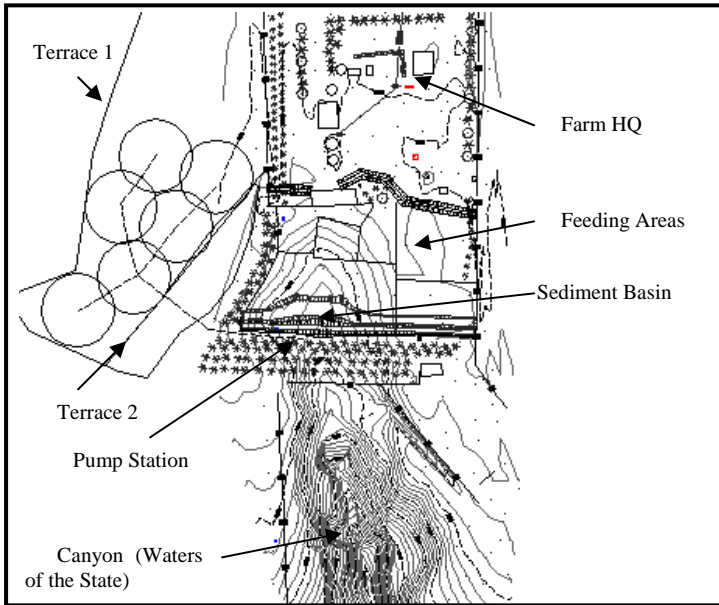 Terrace 1
Farm HQ
Feeding Areas
Sediment Basin
Terrace 2
Pump Station
Canyon (Waters
of the State)